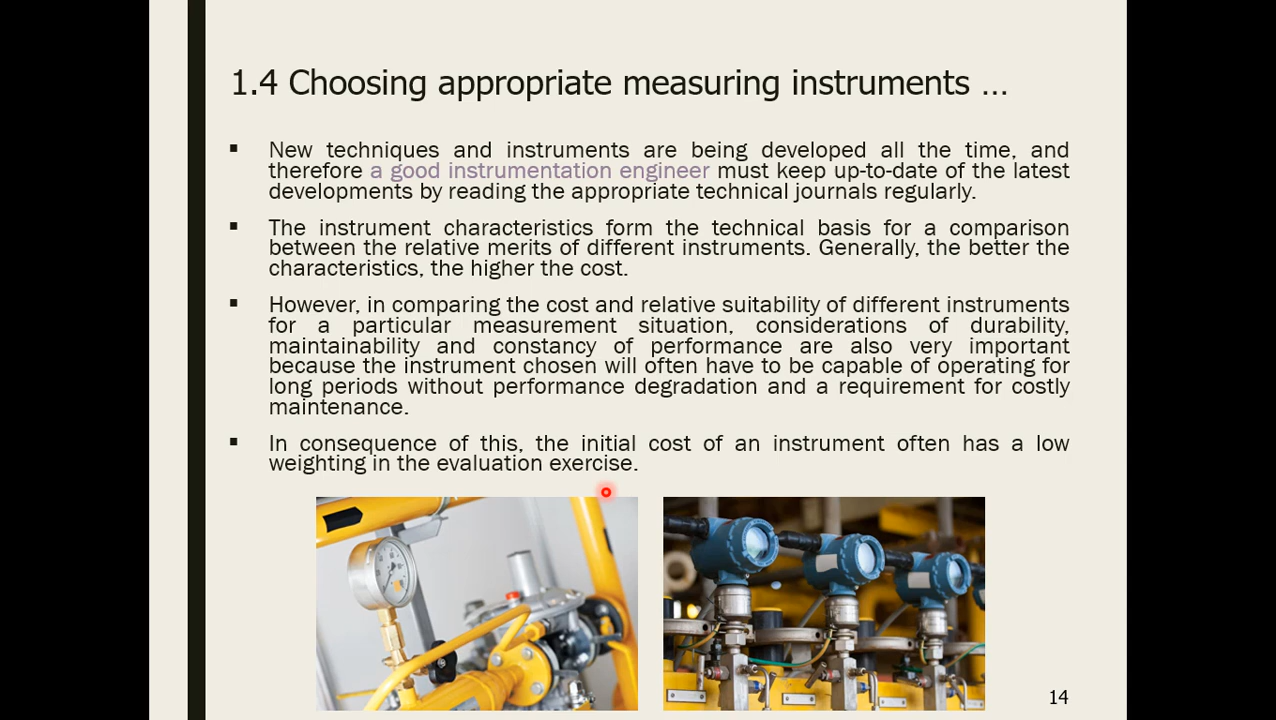 1.4 Choosing appropriate measuring instruments ...
▪ New techniques and instruments are being developed all the time, and
therefore a good instrumentation engineer must keep up-to-date of the latest
developments by reading the appropriate technical journals regularly.
▪ The instrument characteristics form the technical basis for a comparison
between the relative merits of different instruments. Generally, the better the
characteristics, the higher the cost.
▪ However, in comparing the cost and relative suitability of different instruments
for a particular measurement situation, considerations of durability,
maintainability and constancy of performance are also very important
because the instrument chosen will often have to be capable of operating for
long periods without performance degradation and a requirement for costly
maintenance.
▪ In consequence of this, the initial cost of an instrument often has a low
weighting in the evaluation exercise.
14